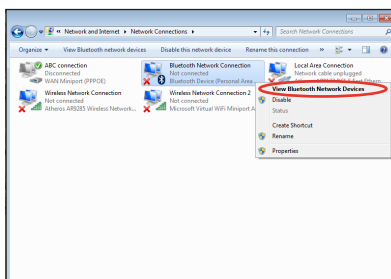 « Network and Internet ▸ Network Connections ▸
Search Network Connections
Organize ▾ View Bluetooth network devices Disable this network device Rename this connection »
ABC connection
Disconnected
WAN Miniport (PPPOE)
Bluetooth Network Connection
Not connected
Bluetooth Device (Personal Area ...
Local Area Connection
Network cable unplugged
Wireless Network Connection
Not connected
Atheros AR9285 Wireless Network...
Wireless Network Connection 2
Not connected
Microsoft Virtual WiFi Miniport A
View Bluetooth Network Devices
Disable
Status
Create Shortcut
Rename
Properties